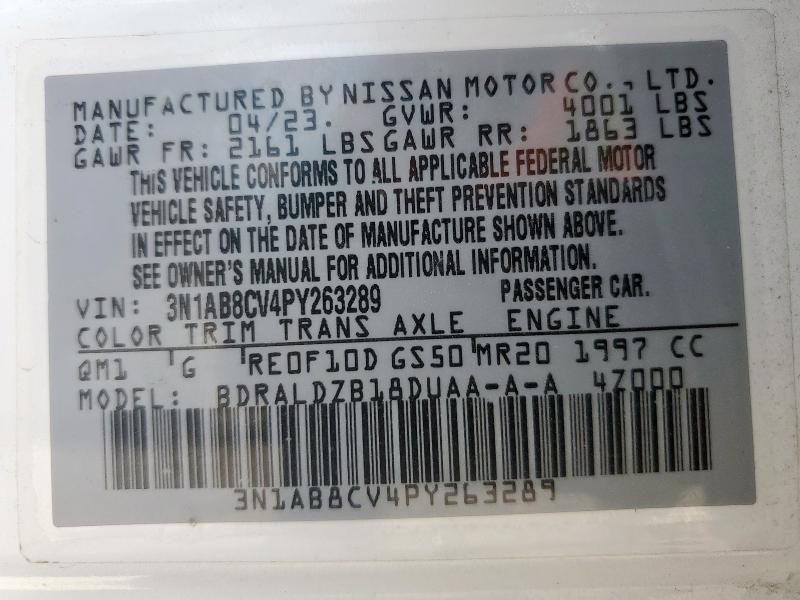 MANUFACTURED BY NISSAN MOTOR CO., LTD.
DATE: 04/23. GVWR: 4001 LBS
GAWR FR: 2161 LBS GAWR RR: 1863 LBS
THIS VEHICLE CONFORMS TO ALL APPLICABLE FEDERAL MOTOR
VEHICLE SAFETY, BUMPER AND THEFT PREVENTION STANDARDS
IN EFFECT ON THE DATE OF MANUFACTURE SHOWN ABOVE.
SEE OWNER'S MANUAL FOR ADDITIONAL INFORMATION.
VIN: 3N1AB8CV4PY263289 PASSENGER CAR.
COLOR TRIM TRANS AXLE ENGINE
QM1 G RE0F10D GS50 MR20 1997 CC
MODEL: BDRALDZB18DUAA-A-A 4Z000
3N1AB8CV4PY263289